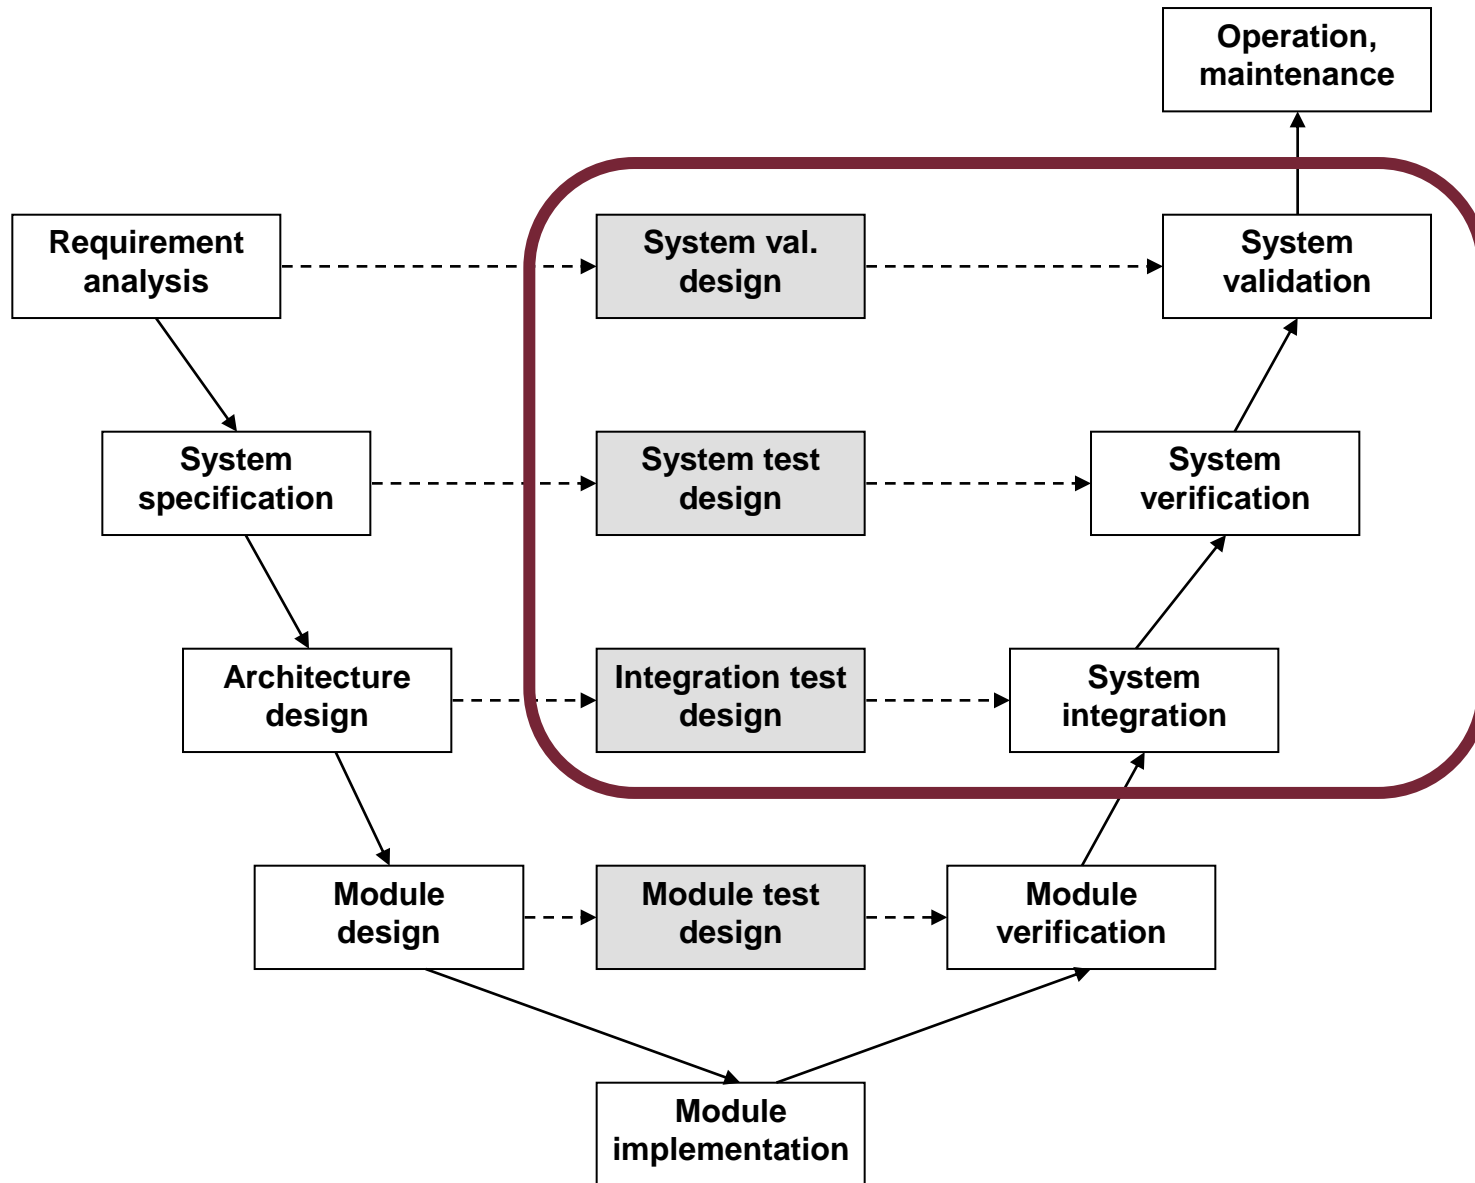 Operation,
maintenance
Requirement
analysis
System val.
design
System
validation
System
specification
System test
design
System
verification
Architecture
design
Integration test
design
System
integration
Module
design
Module test
design
Module
verification
Module
implementation